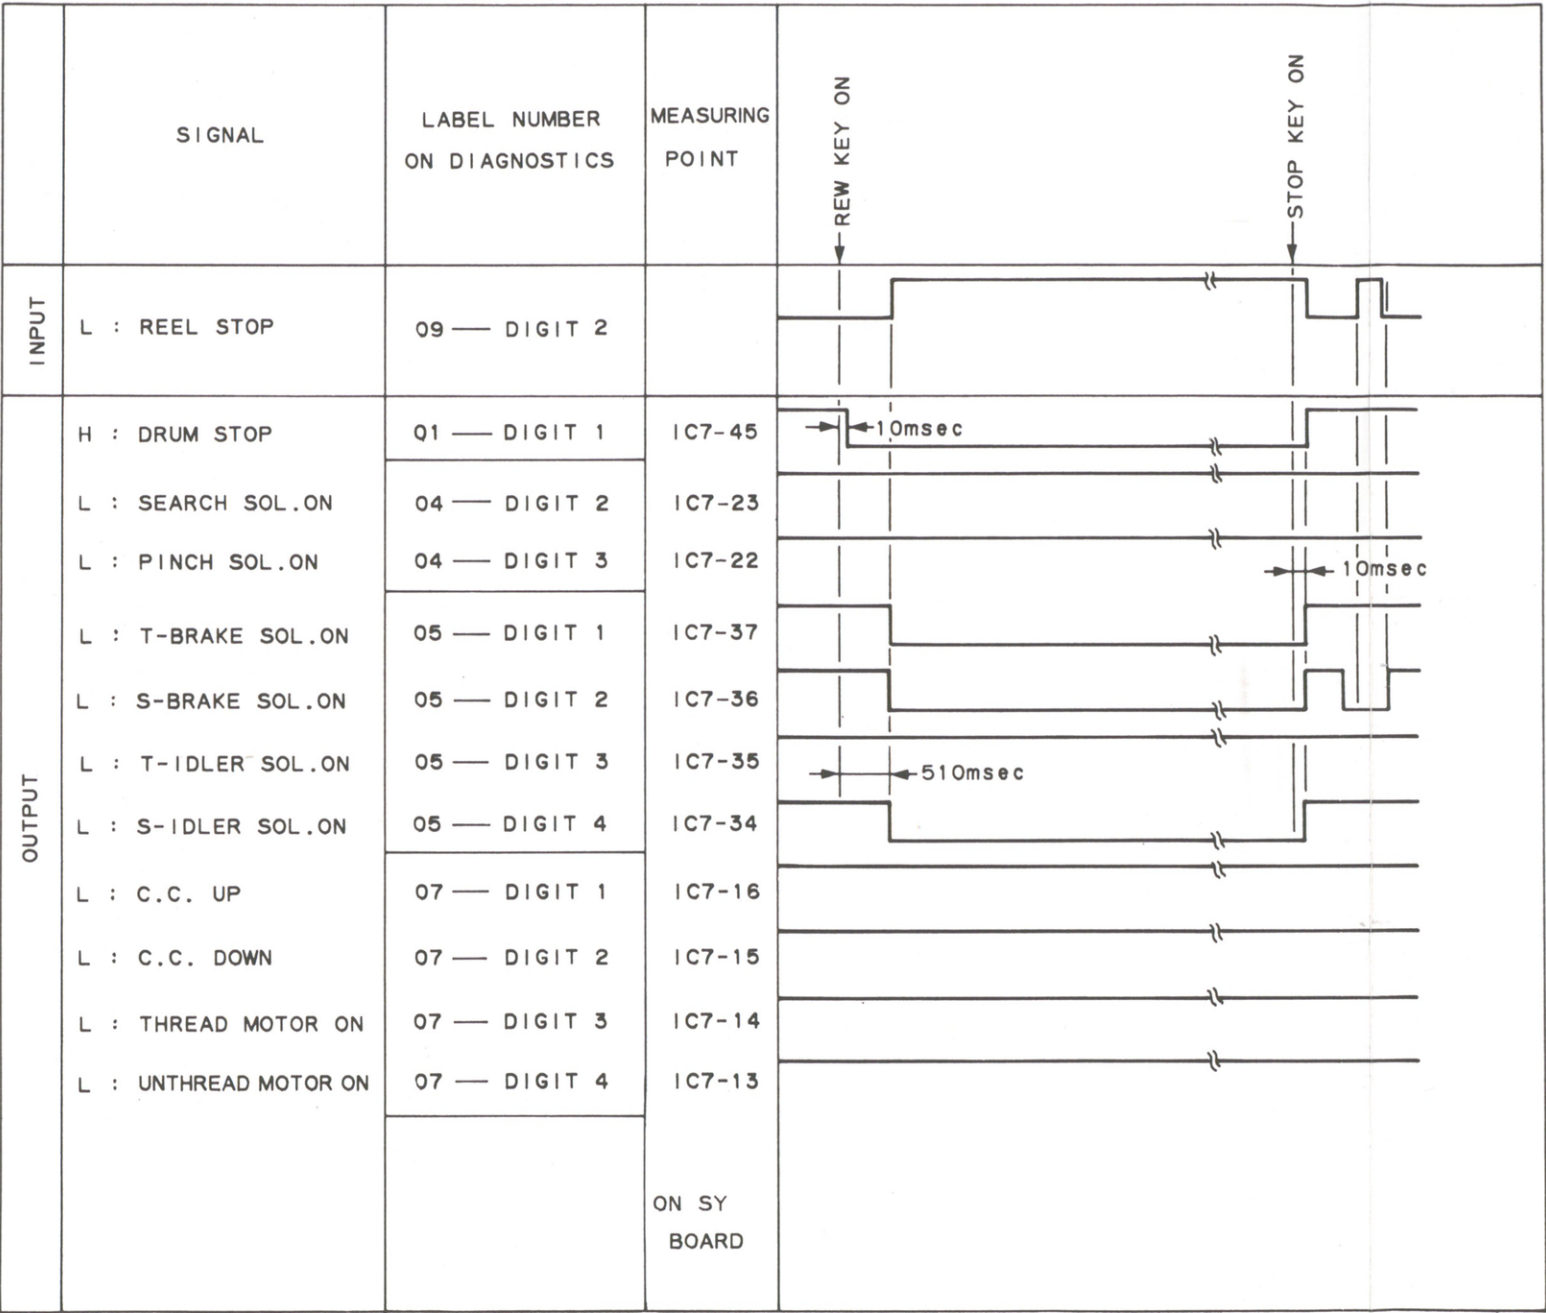 SIGNAL
LABEL NUMBER
ON DIAGNOSTICS
MEASURING
POINT
REW KEY ON
STOP KEY ON
INPUT
L : REEL STOP
09 — DIGIT 2
OUTPUT
H : DRUM STOP
01 — DIGIT 1
IC7-45
10msec
L : SEARCH SOL.ON
04 — DIGIT 2
IC7-23
L : PINCH SOL.ON
04 — DIGIT 3
IC7-22
10msec
L : T-BRAKE SOL.ON
05 — DIGIT 1
IC7-37
L : S-BRAKE SOL.ON
05 — DIGIT 2
IC7-36
L : T-IDLER SOL.ON
05 — DIGIT 3
IC7-35
510msec
L : S-IDLER SOL.ON
05 — DIGIT 4
IC7-34
L : C.C. UP
07 — DIGIT 1
IC7-16
L : C.C. DOWN
07 — DIGIT 2
IC7-15
L : THREAD MOTOR ON
07 — DIGIT 3
IC7-14
L : UNTHREAD MOTOR ON
07 — DIGIT 4
IC7-13
ON SY
BOARD